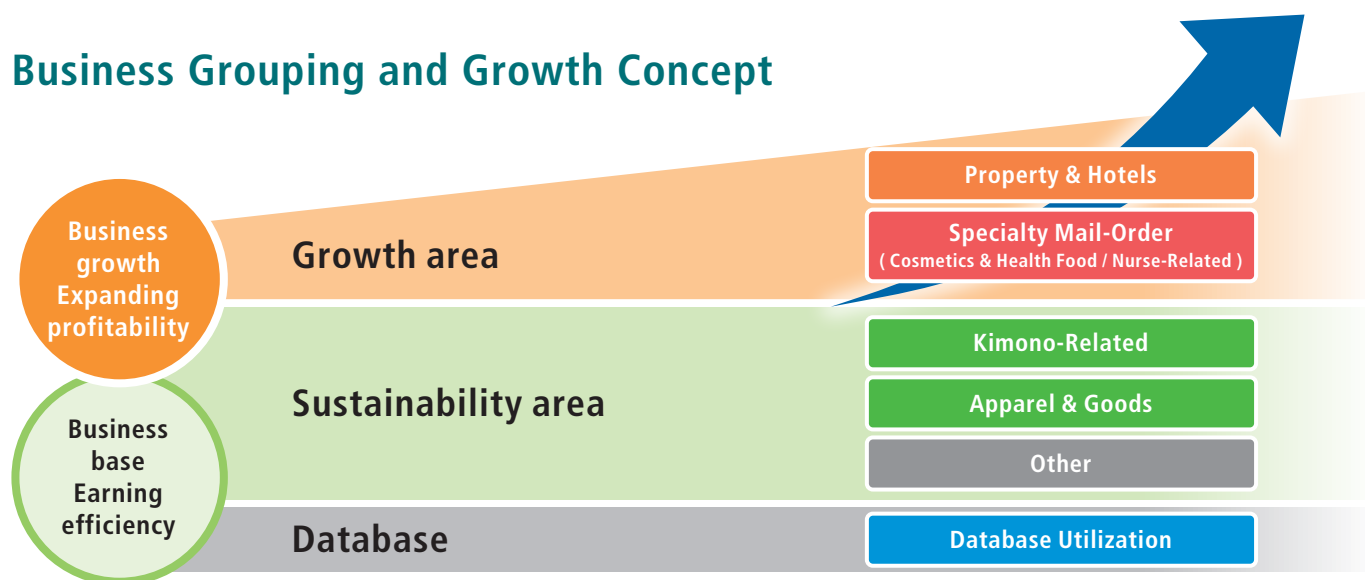 Business Grouping and Growth Concept
Business
growth
Expanding
profitability
Growth area
Property & Hotels
Specialty Mail-Order
( Cosmetics & Health Food / Nurse-Related )
Business
base
Earning
efficiency
Sustainability area
Kimono-Related
Apparel & Goods
Other
Database
Database Utilization